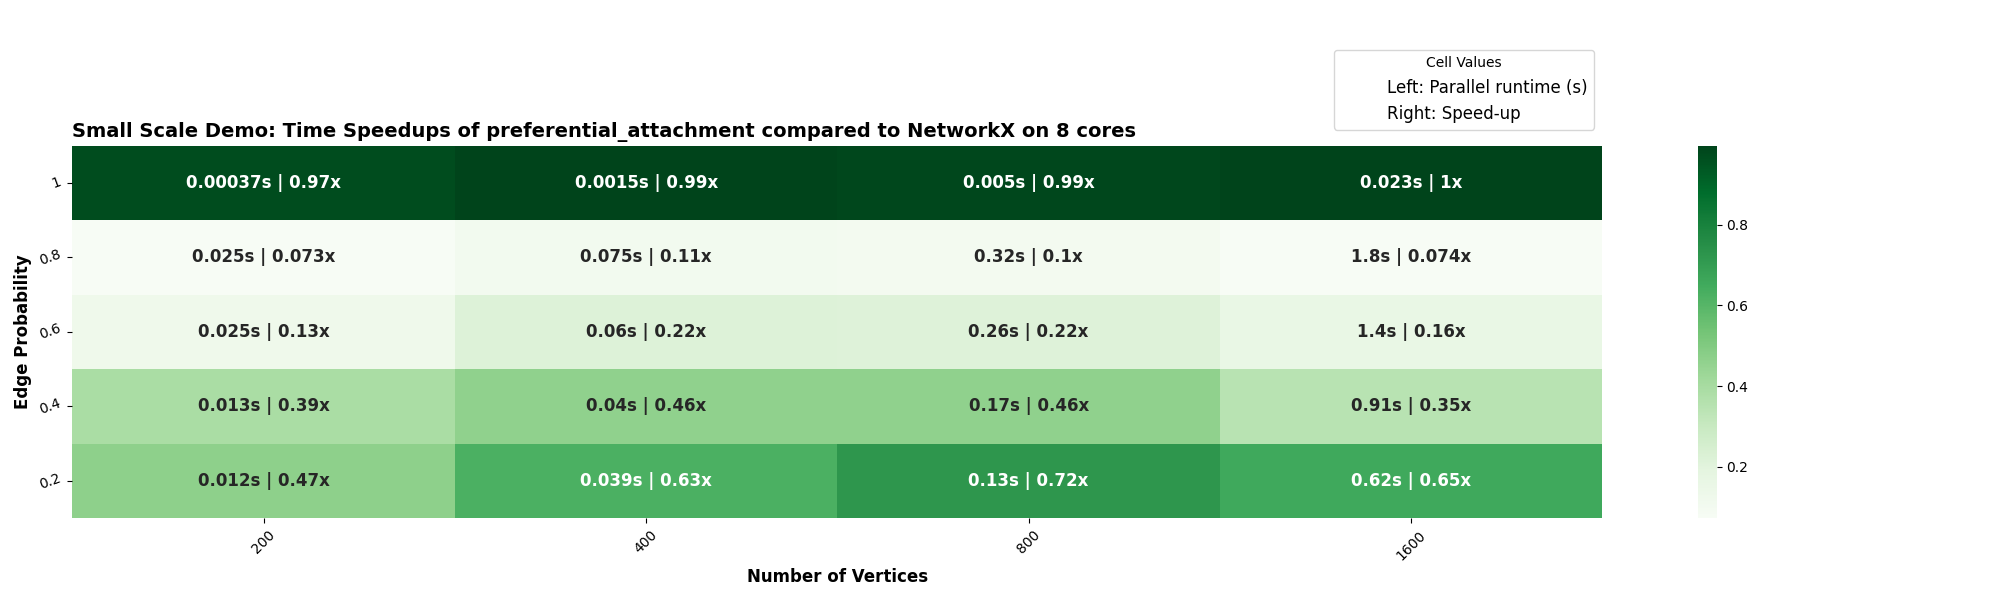 Cell Values
Left: Parallel runtime (s)
Right: Speed-up
Small Scale Demo: Time Speedups of preferential_attachment compared to NetworkX on 8 cores
Edge Probability
1
0.00037s | 0.97x
0.0015s | 0.99x
0.005s | 0.99x
0.023s | 1x
0.8
0.025s | 0.073x
0.075s | 0.11x
0.32s | 0.1x
1.8s | 0.074x
0.6
0.025s | 0.13x
0.06s | 0.22x
0.26s | 0.22x
1.4s | 0.16x
0.4
0.013s | 0.39x
0.04s | 0.46x
0.17s | 0.46x
0.91s | 0.35x
0.2
0.012s | 0.47x
0.039s | 0.63x
0.13s | 0.72x
0.62s | 0.65x
200
400
800
1600
Number of Vertices
0.8
0.6
0.4
0.2